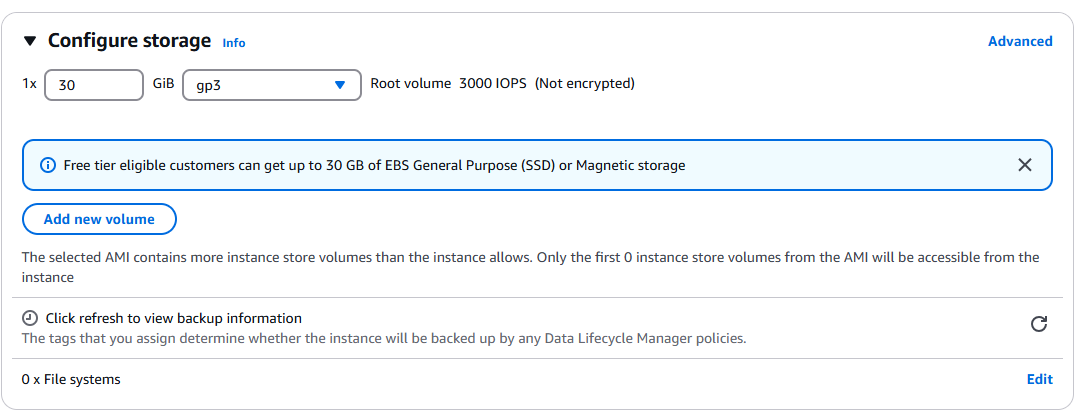 Configure storage Info Advanced
1x 30 GiB gp3 Root volume 3000 IOPS (Not encrypted)
Free tier eligible customers can get up to 30 GB of EBS General Purpose (SSD) or Magnetic storage
Add new volume
The selected AMI contains more instance store volumes than the instance allows. Only the first 0 instance store volumes from the AMI will be accessible from the
instance
Click refresh to view backup information
The tags that you assign determine whether the instance will be backed up by any Data Lifecycle Manager policies.
0 x File systems Edit